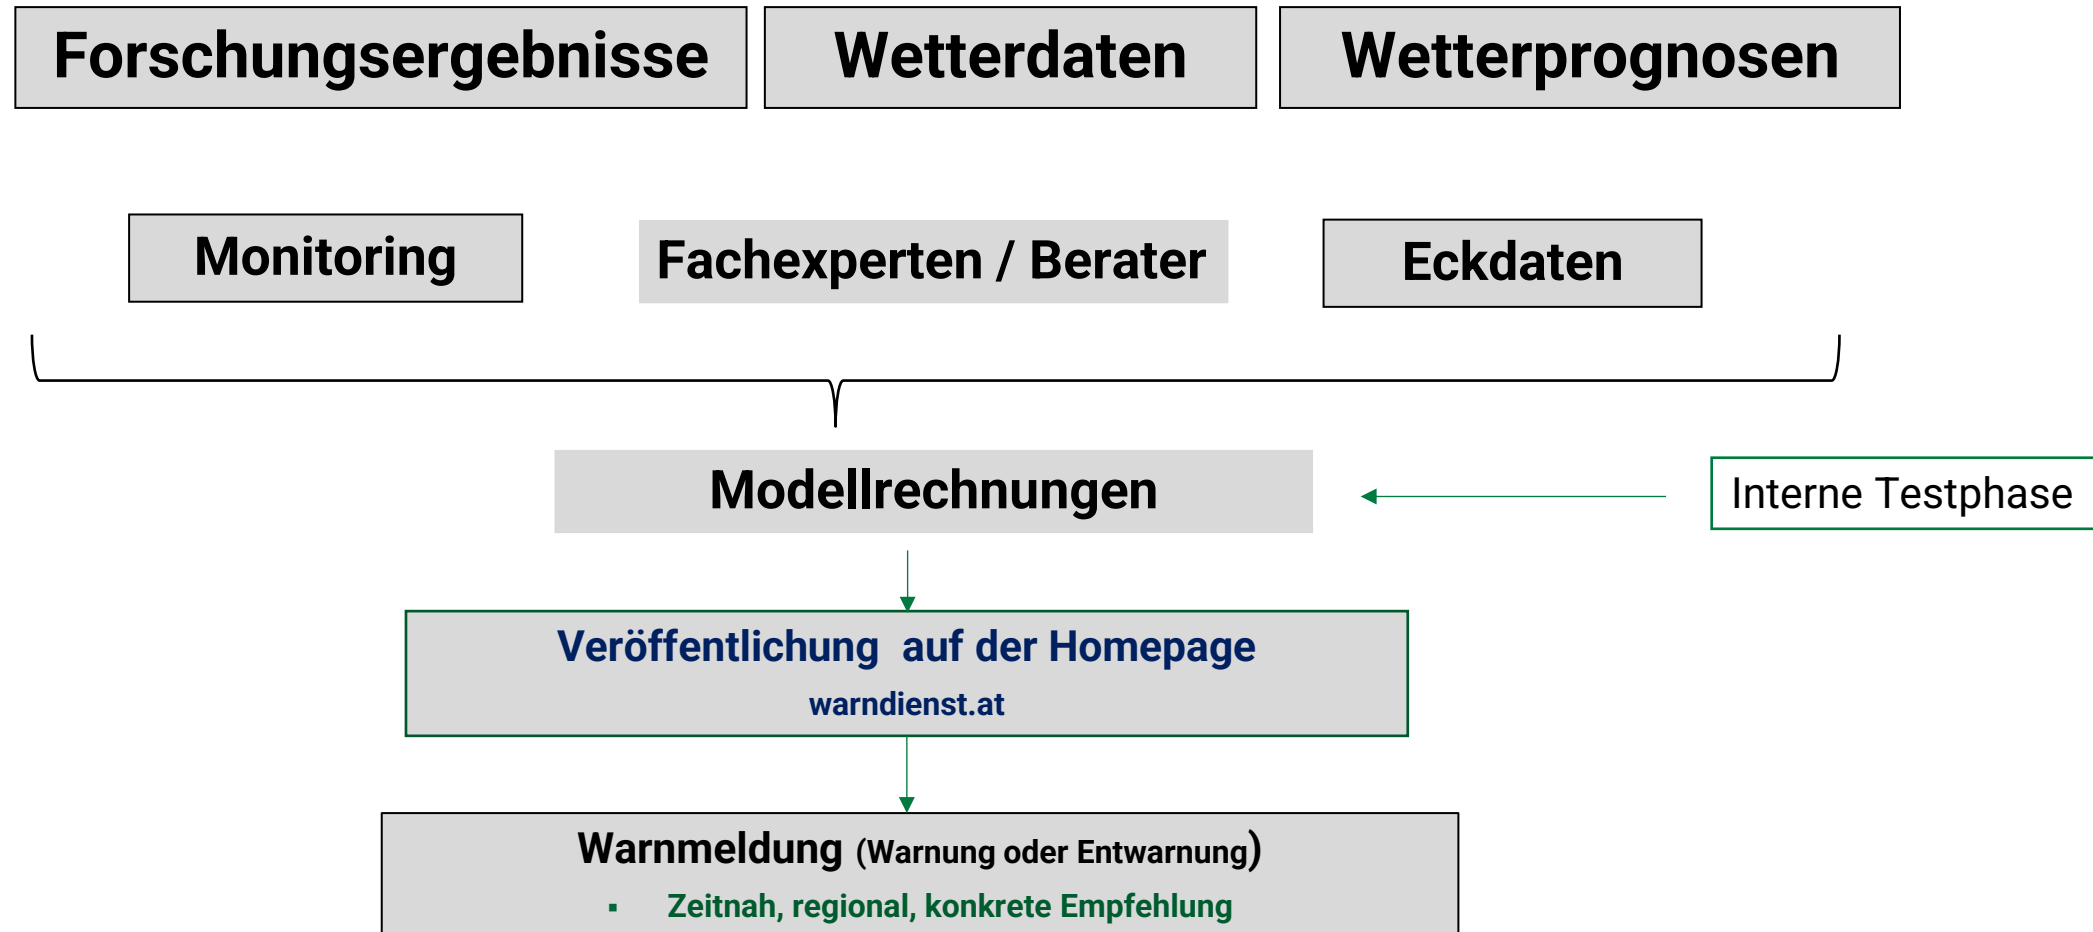 Forschungsergebnisse
Wetterdaten
Wetterprognosen
Monitoring
Fachexperten / Berater
Eckdaten
Modellrechnungen
Interne Testphase
Veröffentlichung  auf der Homepage
warndienst.at
Warnmeldung (Warnung oder Entwarnung)
▪ Zeitnah, regional, konkrete Empfehlung